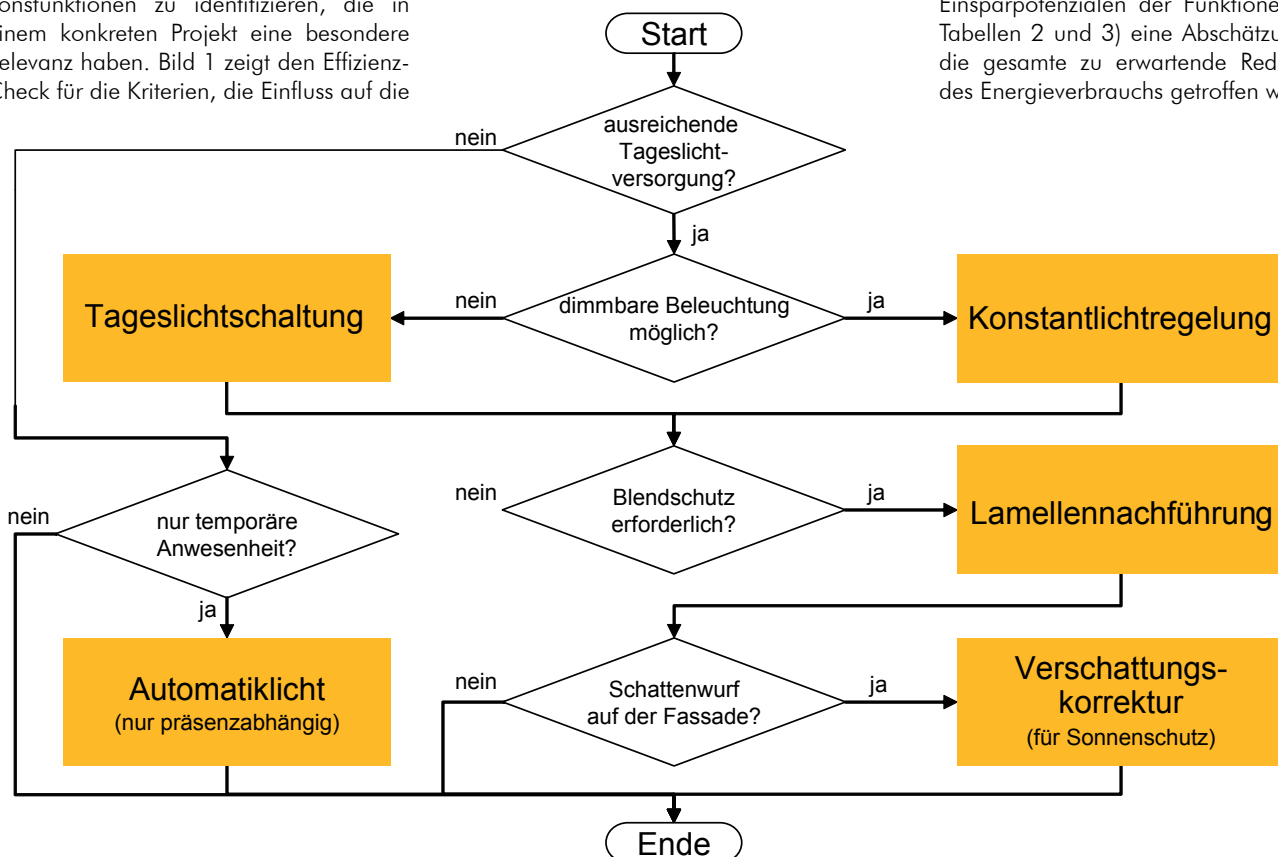 onsfunktionen zu identifizieren, die in
inem konkreten Projekt eine besondere
elevanz haben. Bild 1 zeigt den Effizienz-
Check für die Kriterien, die Einfluss auf die
Einsparpotenzialen der Funktione
Tabellen 2 und 3) eine Abschätzu
die gesamte zu erwartende Red
des Energieverbrauchs getroffen w
Start
nein
ausreichende
Tageslicht-
versorgung?
ja
Tageslichtschaltung
nein
dimmbare Beleuchtung
möglich?
ja
Konstantlichtregelung
nein
Blendschutz
erforderlich?
ja
Lamellennachführung
nein
nur temporäre
Anwesenheit?
ja
Automatiklicht
(nur präsenzabhängig)
nein
Schattenwurf
auf der Fassade?
ja
Verschattungs-
korrektur
(für Sonnenschutz)
Ende